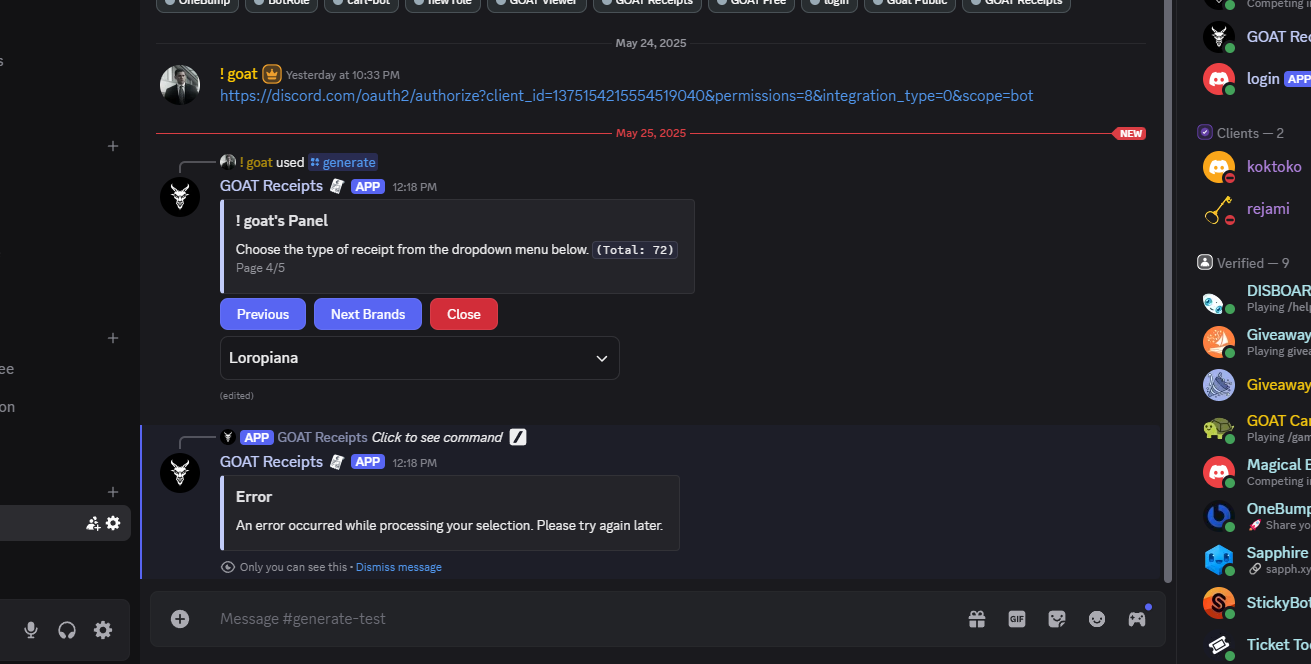 OneBump BotRole cart-bot new role GOAT Viewer GOAT Receipts GOAT Free login Goat Public GOAT Receipts
May 24, 2025
! goat Yesterday at 10:33 PM
https://discord.com/oauth2/authorize?client_id=1375154215554519040&permissions=8&integration_type=0&scope=bot
May 25, 2025 NEW
! goat used generate
GOAT Receipts APP 12:18 PM
! goat's Panel
Choose the type of receipt from the dropdown menu below. (Total: 72)
Page 4/5
Previous Next Brands Close
Loropiana
(edited)
APP GOAT Receipts Click to see command
GOAT Receipts APP 12:18 PM
Error
An error occurred while processing your selection. Please try again later.
Only you can see this • Dismiss message
Message #generate-test
GIF
s
ee
on
Competing i
GOAT Rec
login APP
Clients — 2
koktoko
rejami
Verified — 9
DISBOAR
Playing /help
Giveaway
Playing givea
Giveaway
GOAT Car
Playing /gam
Magical B
Competing in
OneBump
Share yo
Sapphire
sapph.xy
StickyBot
Ticket To